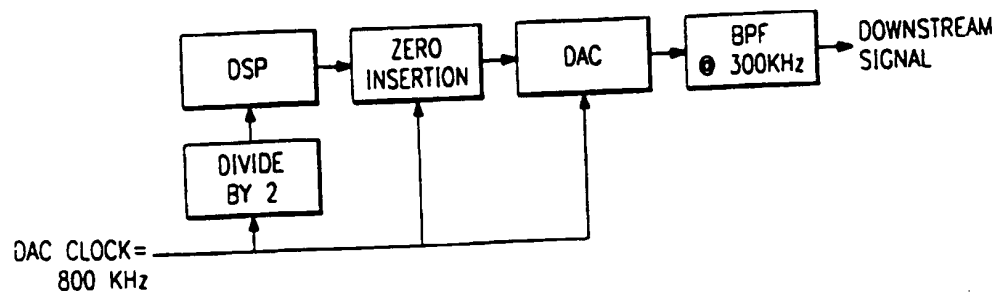 DSP
ZERO
INSERTION
DAC
BPF
@ 300KHz
DOWNSTREAM
SIGNAL
DIVIDE
BY 2
DAC CLOCK=
800 KHz